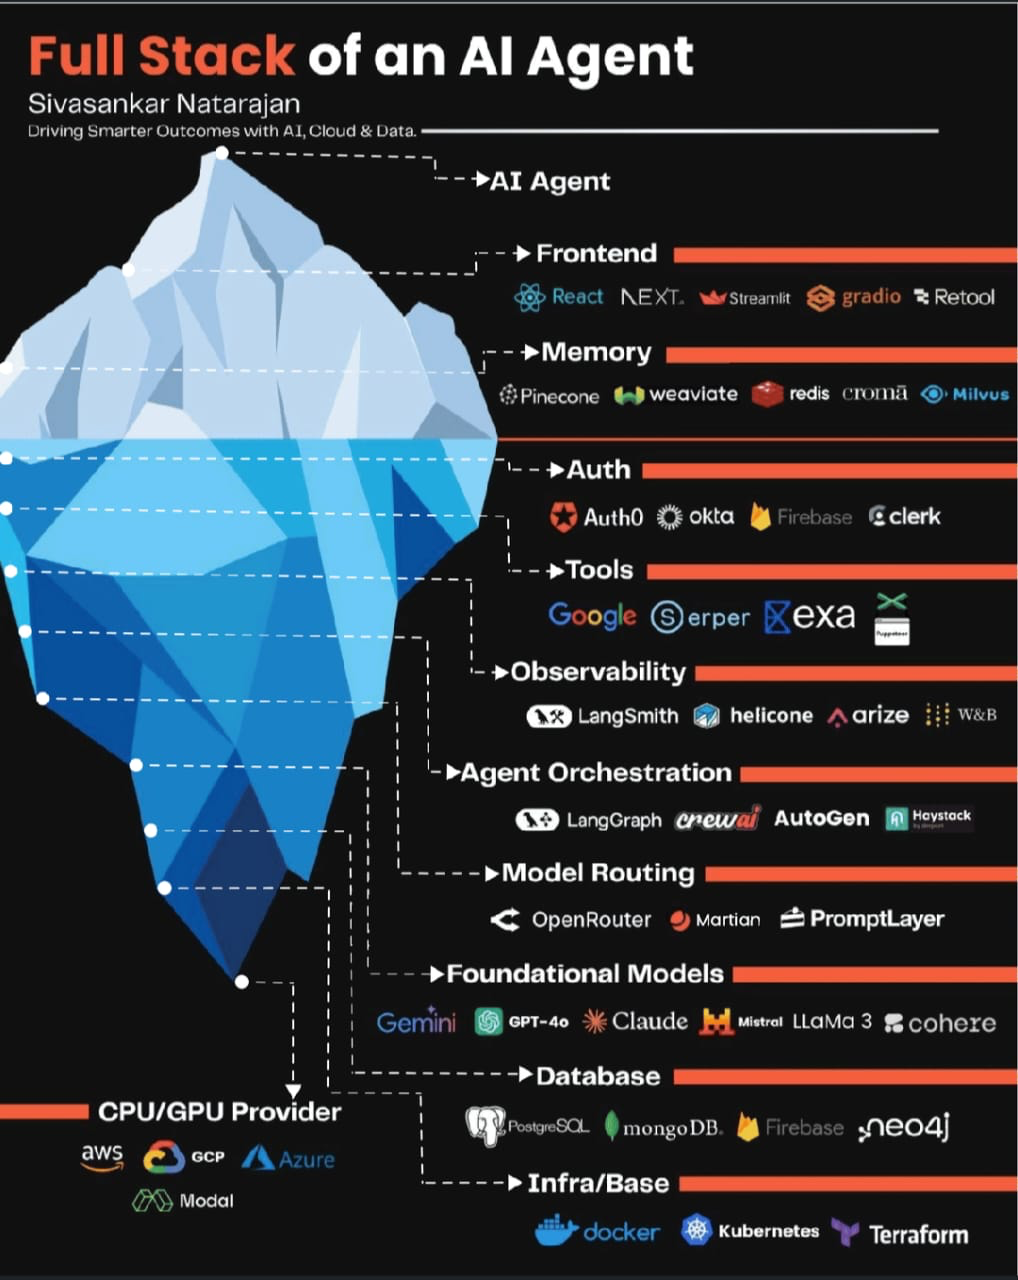 Full Stack of an AI Agent
Sivasankar Natarajan
Driving Smarter Outcomes with AI, Cloud & Data.
AI Agent
Frontend
React NEXT. Streamlit gradio Retool
Memory
Pinecone weaviate redis cromā Milvus
Auth
Auth0 okta Firebase clerk
Tools
Google Serper exa Puppeteer
Observability
LangSmith helicone arize W&B
Agent Orchestration
LangGraph crewai AutoGen Haystack
Model Routing
OpenRouter Martian PromptLayer
Foundational Models
Gemini GPT-4o Claude Mistral LLaMa 3 cohere
Database
PostgreSQL mongoDB. Firebase neo4j
CPU/GPU Provider
aws GCP Azure
Modal
Infra/Base
docker Kubernetes Terraform